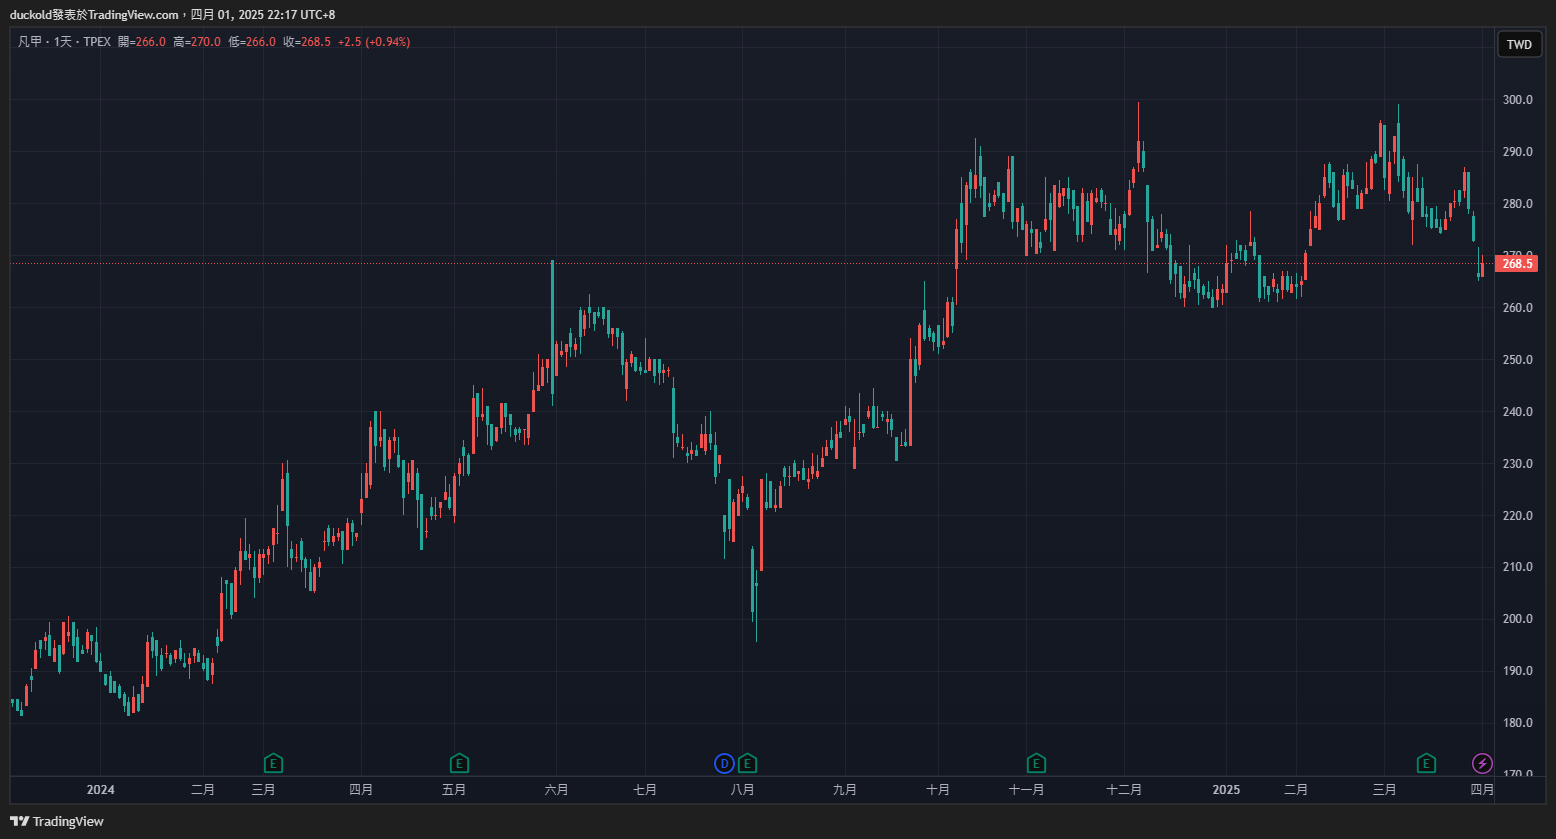 duckold發表於TradingView.com，四月 01, 2025 22:17 UTC+8
凡甲 · 1天 · TPEX 開=266.0 高=270.0 低=266.0 收=268.5 +2.5 (+0.94%)
TWD
300.0
290.0
280.0
270.0
268.5
260.0
250.0
240.0
230.0
220.0
210.0
200.0
190.0
180.0
170.0
E E D E E E
2024 二月 三月 四月 五月 六月 七月 八月 九月 十月 十一月 十二月 2025 二月 三月 四月
TradingView